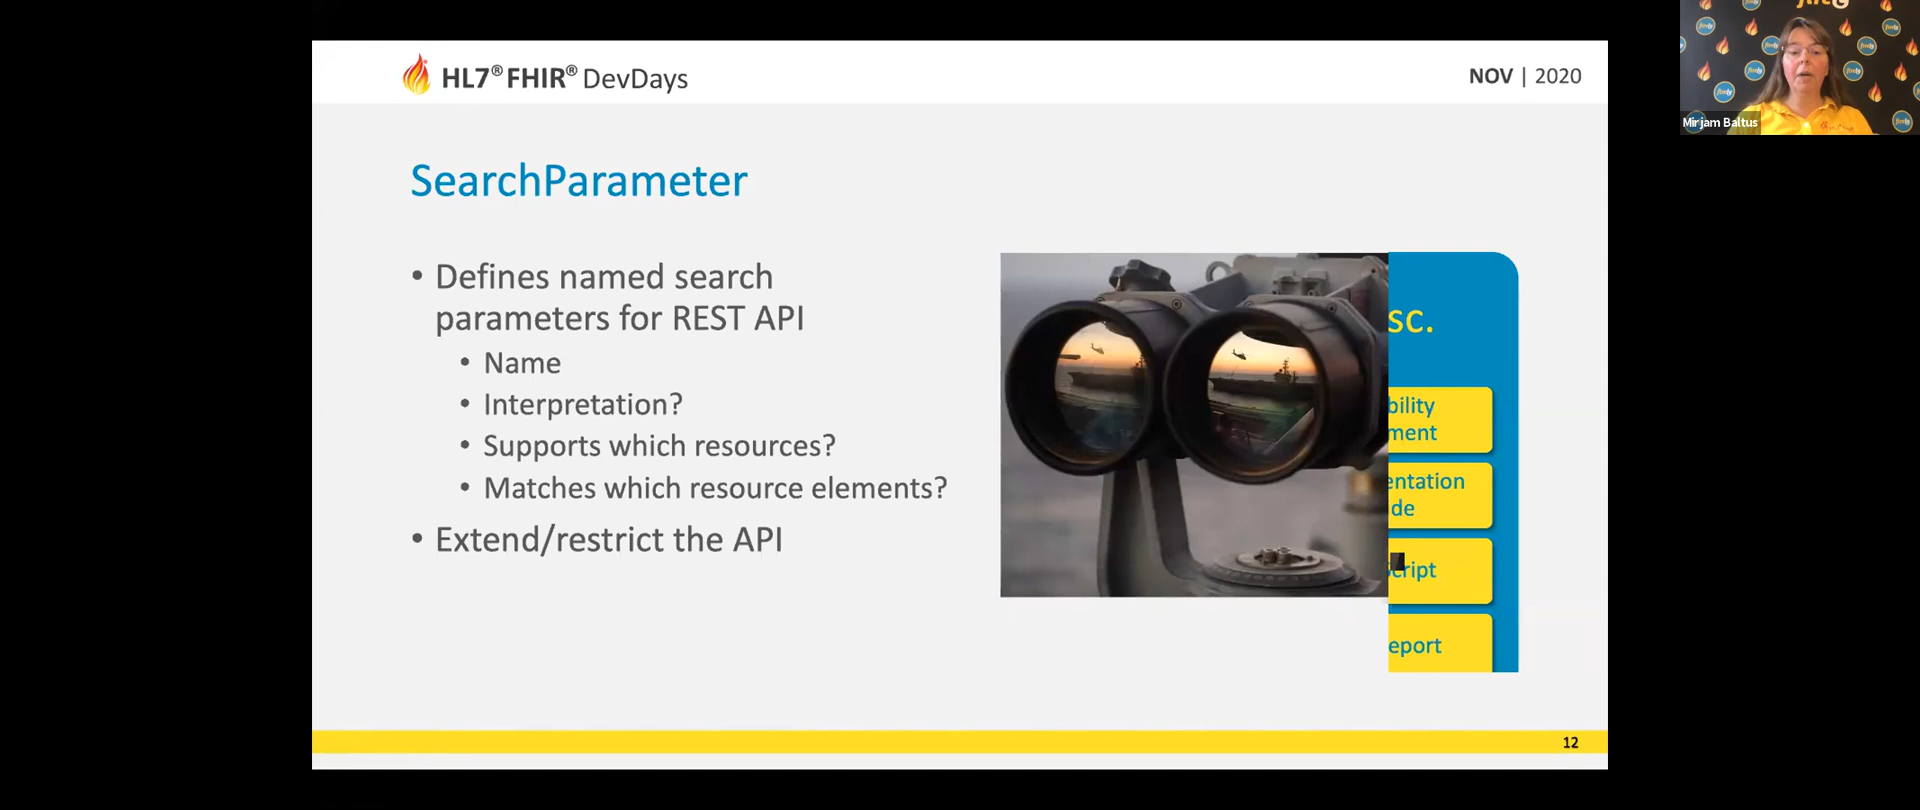 HL7® FHIR® DevDays
NOV | 2020
Mirjam Baltus
SearchParameter
• Defines named search
parameters for REST API
• Name
• Interpretation?
• Supports which resources?
• Matches which resource elements?
• Extend/restrict the API
sc.
bility
ment
entation
de
cript
eport
12